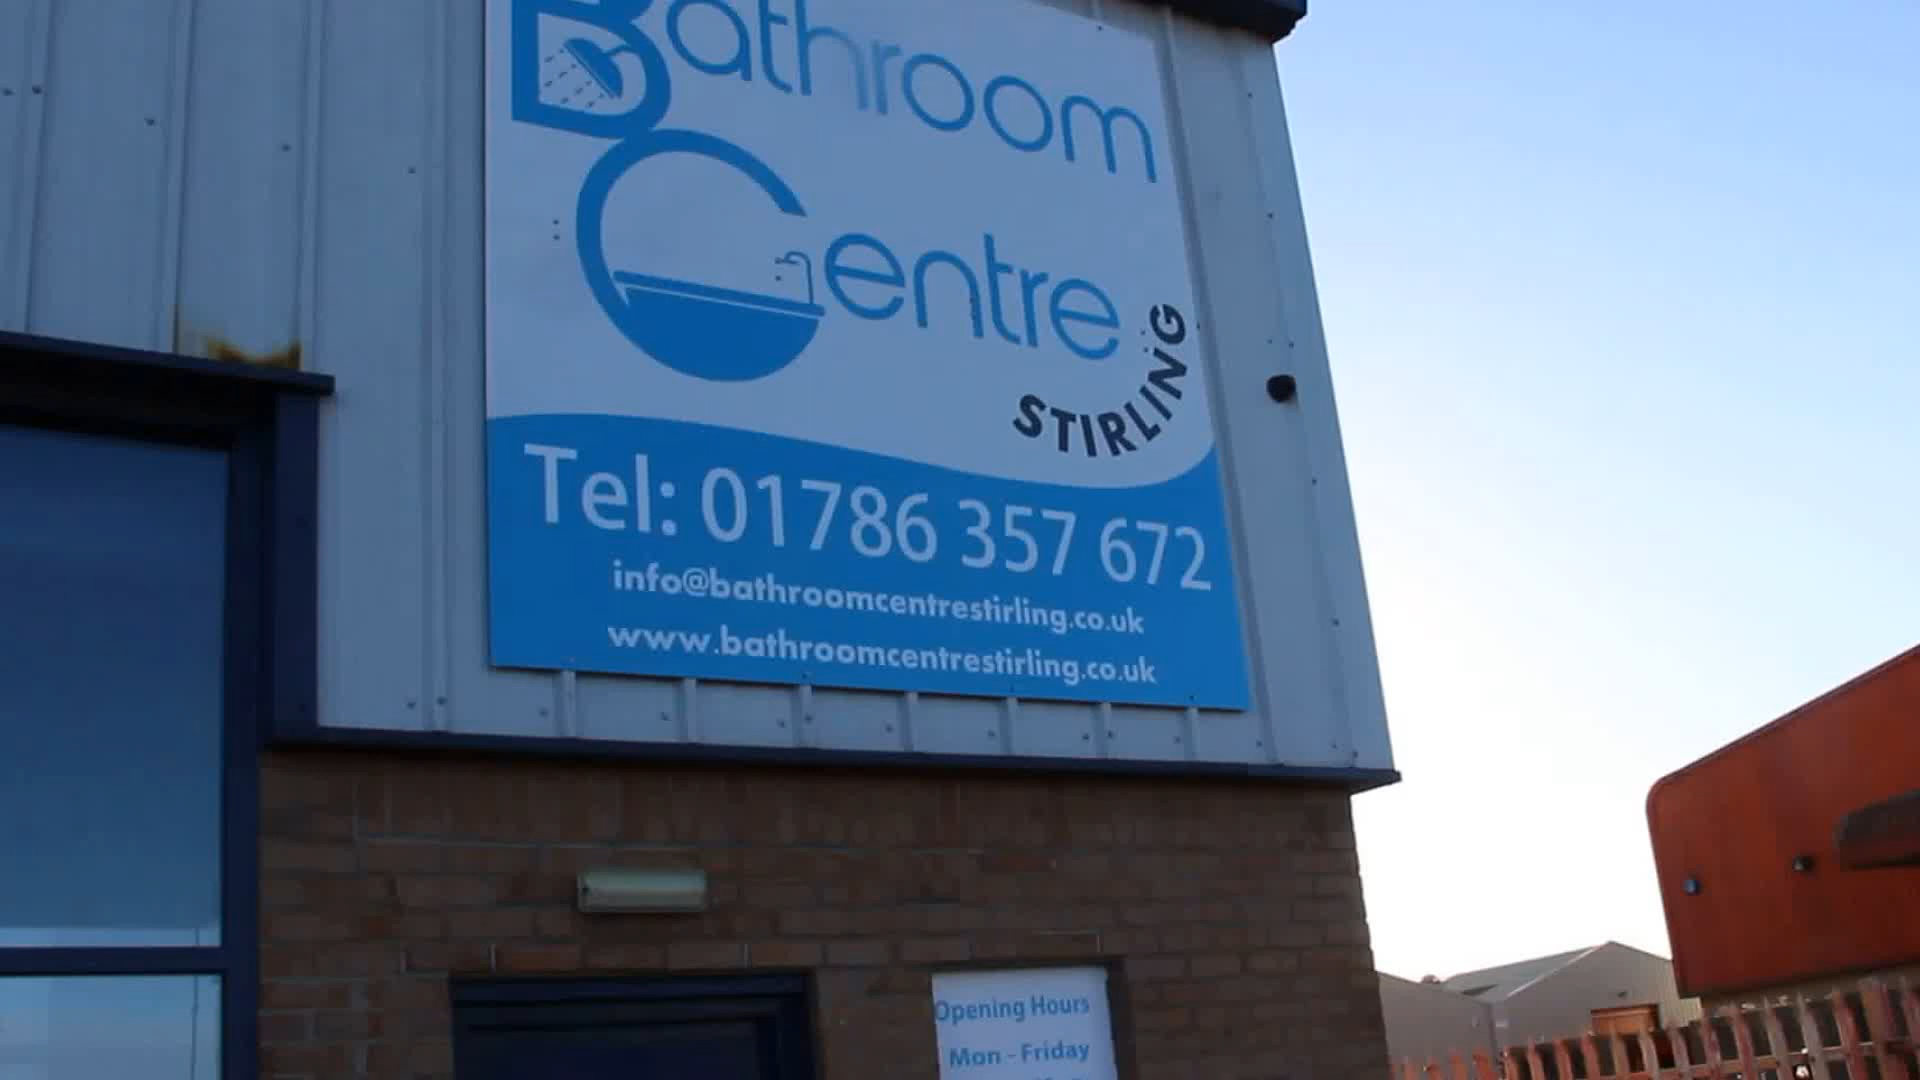 Bathroom
Centre
STIRLING
Tel: 01786 357 672
info@bathroomcentrestirling.co.uk
www.bathroomcentrestirling.co.uk
Opening Hours
Mon - Friday